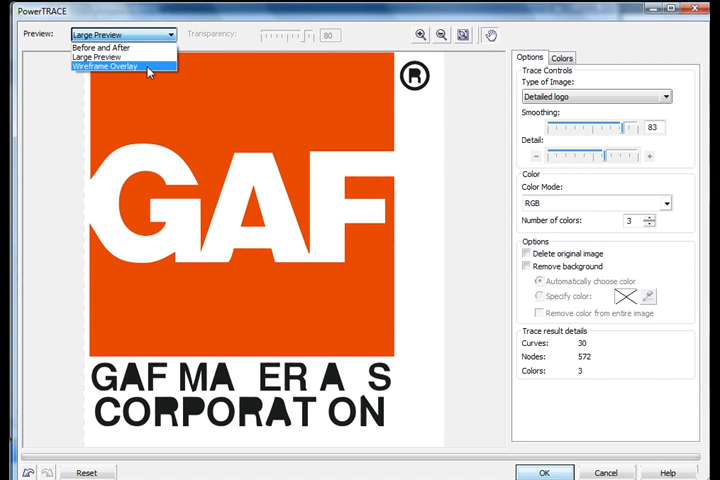 PowerTRACE
Preview: Large Preview Transparency: 80
Before and After
Large Preview
Wireframe Overlay
Options Colors
Trace Controls
Type of Image:
Detailed logo
Smoothing:
83
Detail:
Color
Color Mode:
RGB
Number of colors: 3
Options
Delete original image
Remove background
Automatically choose color
Specify color:
Remove color from entire image
Trace result details
Curves: 30
Nodes: 572
Colors: 3
®
GAF
GAF MA ER A S
CORPORAT ON
Reset OK Cancel Help